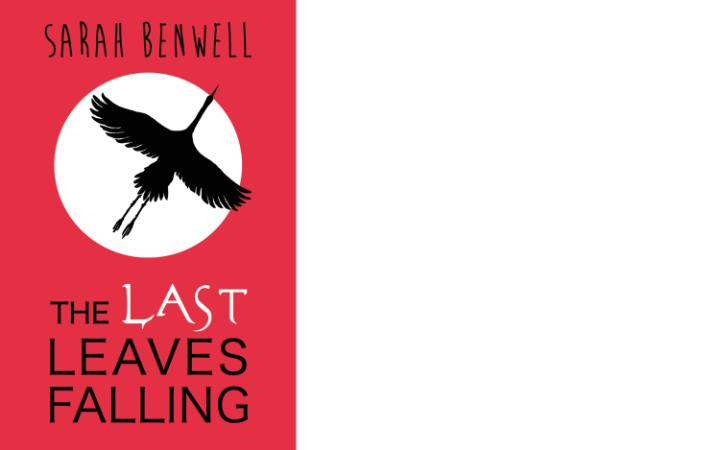 SARAH BENWELL
THE LAST
LEAVES
FALLING